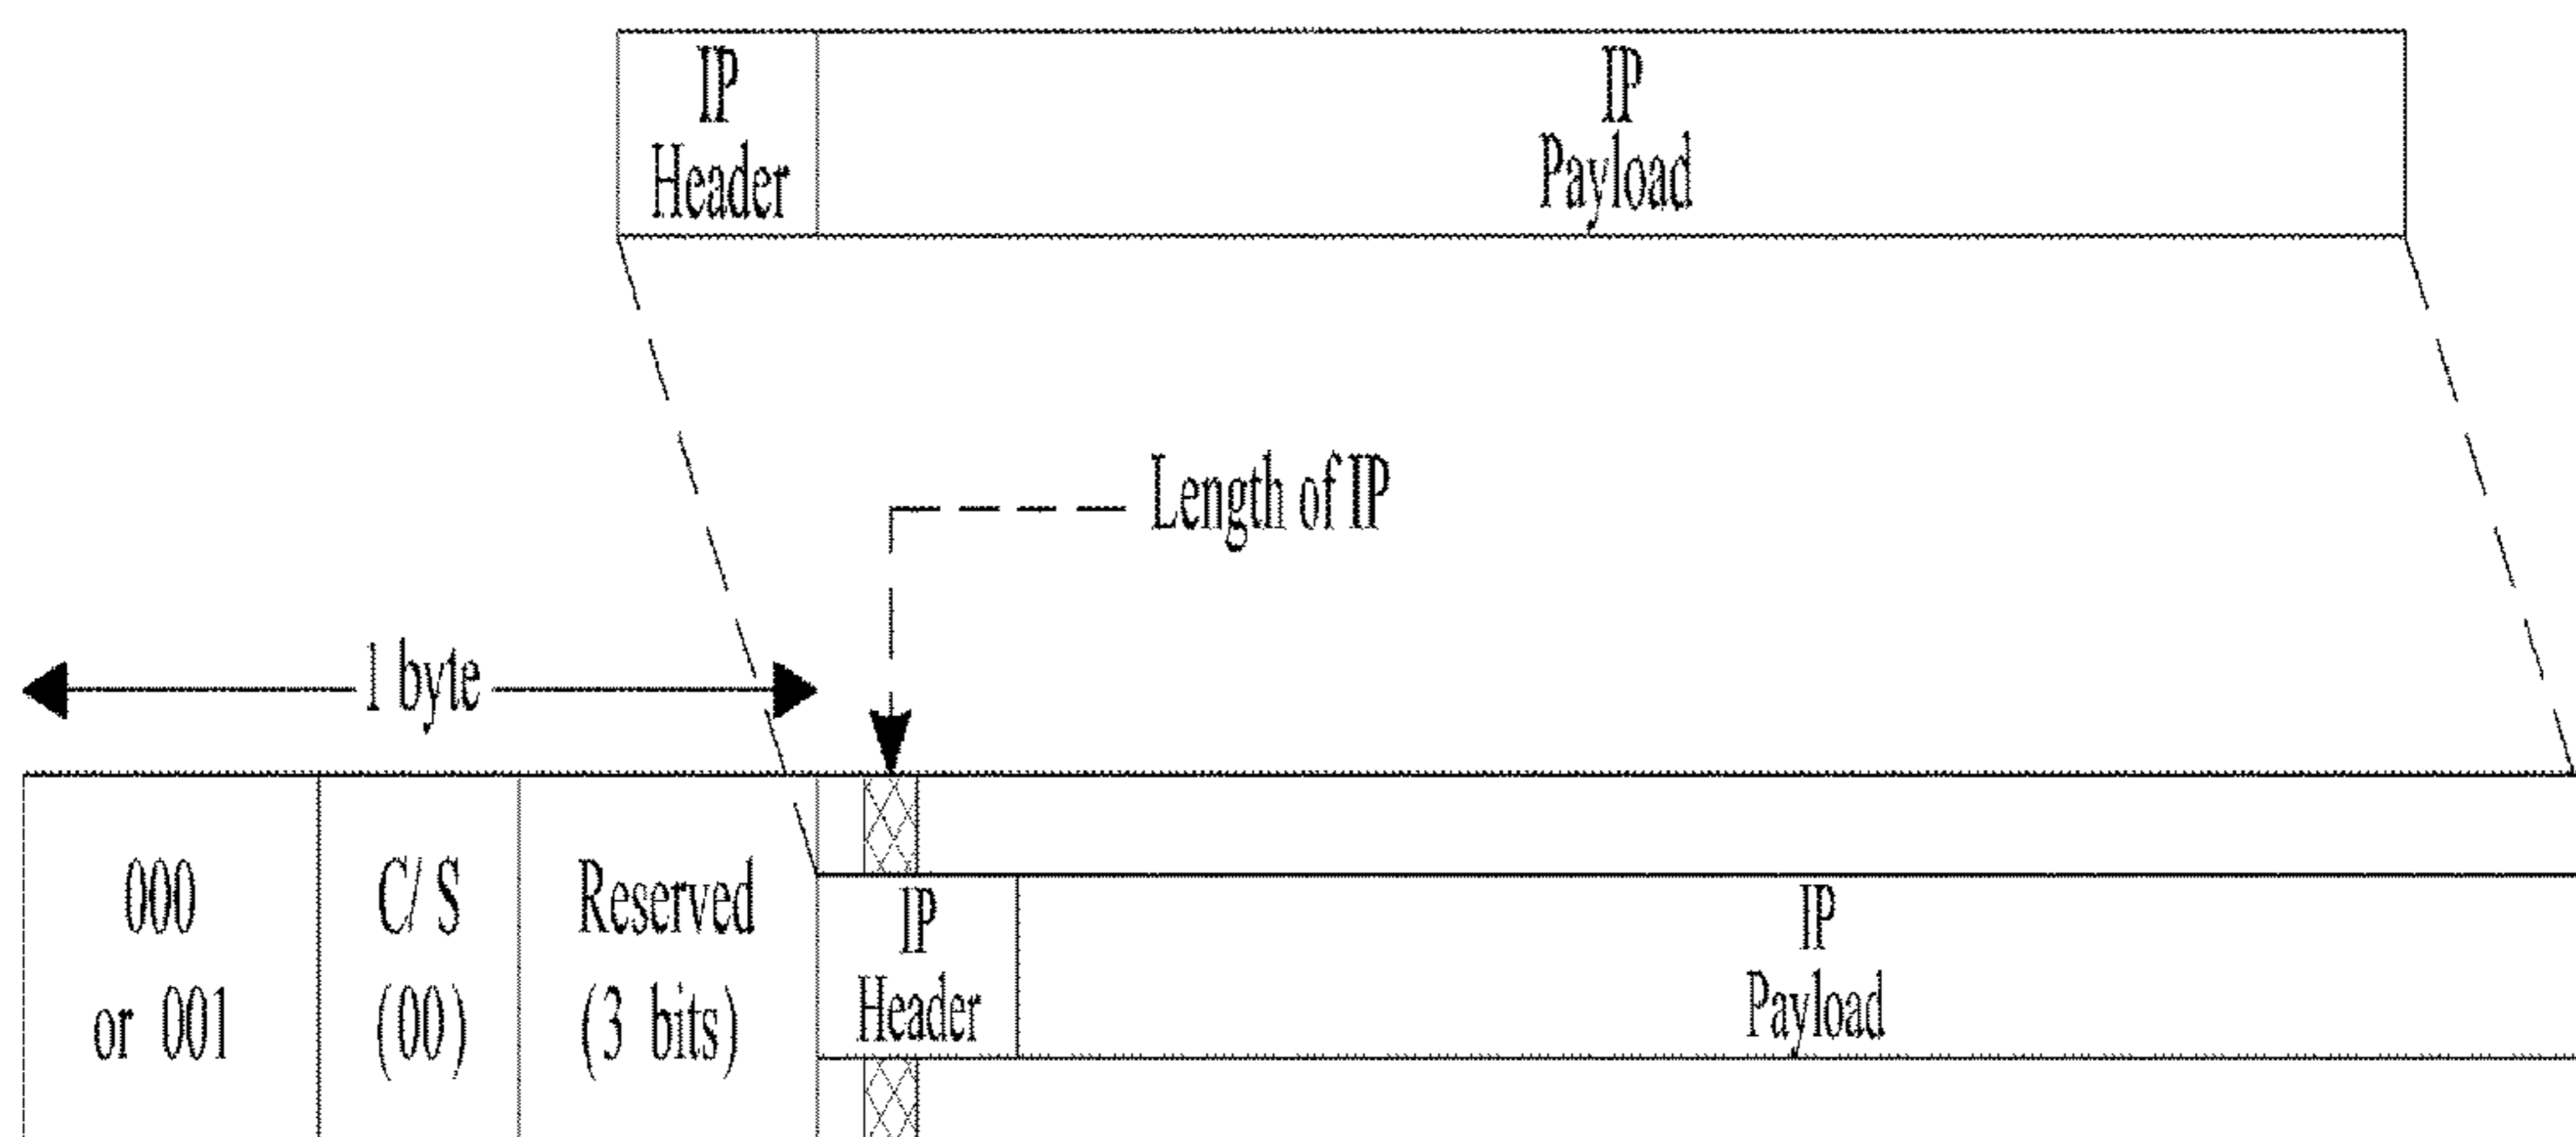 IP
Header
IP
Payload
Length of IP
1 byte
000
or 001
C/ S
(00)
Reserved
(3 bits)
IP
Header
IP
Payload